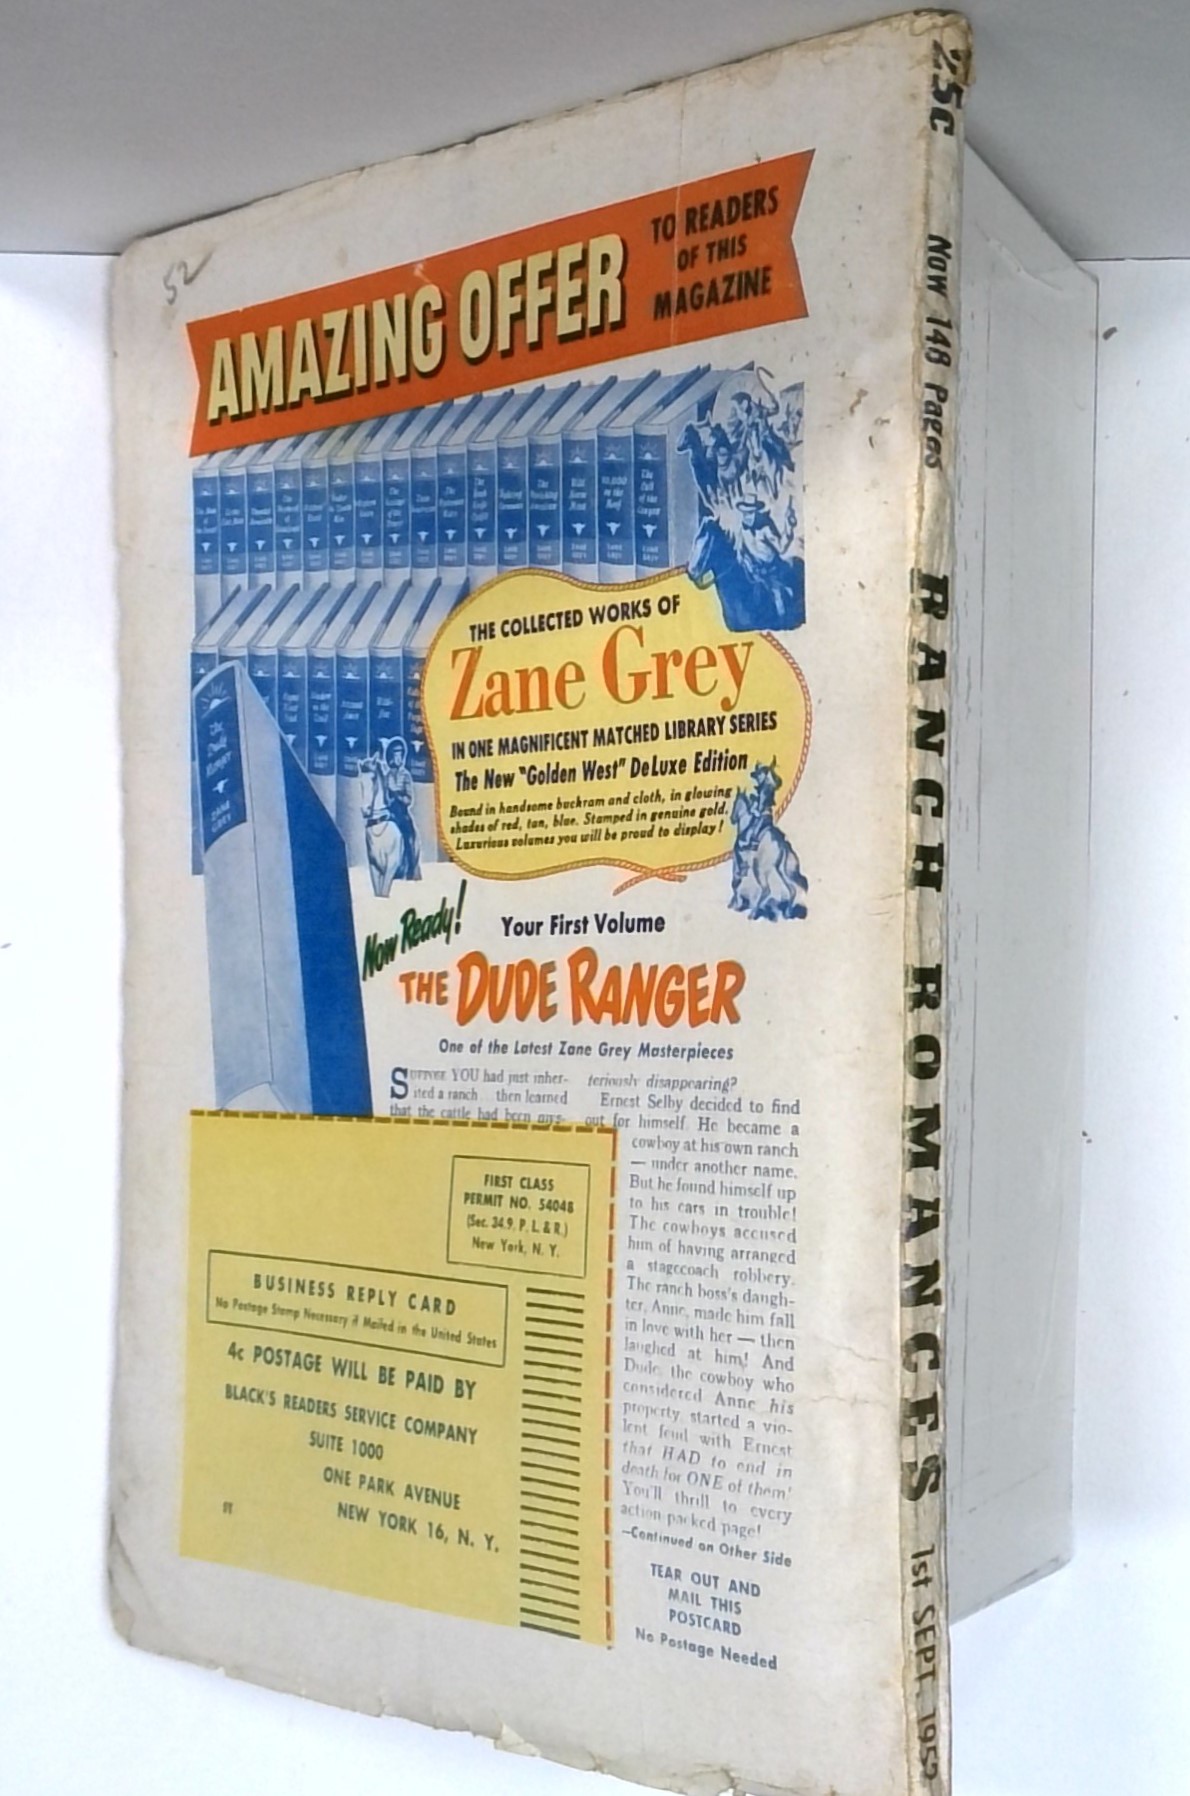 52
AMAZING OFFER
TO READERS
OF THIS
MAGAZINE
THE COLLECTED WORKS OF
Zane Grey
IN ONE MAGNIFICENT MATCHED LIBRARY SERIES
The New "Golden West" DeLuxe Edition
Bound in handsome buckram and cloth, in glowing
shades of red, tan, blue. Stamped in genuine gold.
Luxurious volumes you will be proud to display!
The
Dude
Ranger
ZANE
GREY
Now Ready!
Your First Volume
THE DUDE RANGER
One of the Latest Zane Grey Masterpieces
SUPPOSE YOU had just inher-
ited a ranch then learned
that the cattle had been mys-
teriously disappearing?
Ernest Selby decided to find
out for himself. He became a
cowboy at his own ranch
— under another name.
But he found himself up
to his ears in trouble!
The cowboys accused
him of having arranged
a stagecoach robbery.
The ranch boss's daugh-
ter, Anne, made him fall
in love with her — then
laughed at him! And
Dude, the cowboy who
considered Anne his
property, started a vio-
lent feud with Ernest
that HAD to end in
death for ONE of them!
You'll thrill to every
action packed page!
—Continued on Other Side
TEAR OUT AND
MAIL THIS
POSTCARD
No Postage Needed
FIRST CLASS
PERMIT NO. 54048
(Sec. 34.9, P. L. & R.)
New York, N. Y.
BUSINESS REPLY CARD
No Postage Stamp Necessary if Mailed in the United States
4c POSTAGE WILL BE PAID BY
BLACK'S READERS SERVICE COMPANY
SUITE 1000
ONE PARK AVENUE
NEW YORK 16, N. Y.
25c Now 148 Pages RANCH ROMANCES 1st SEPT. 1952